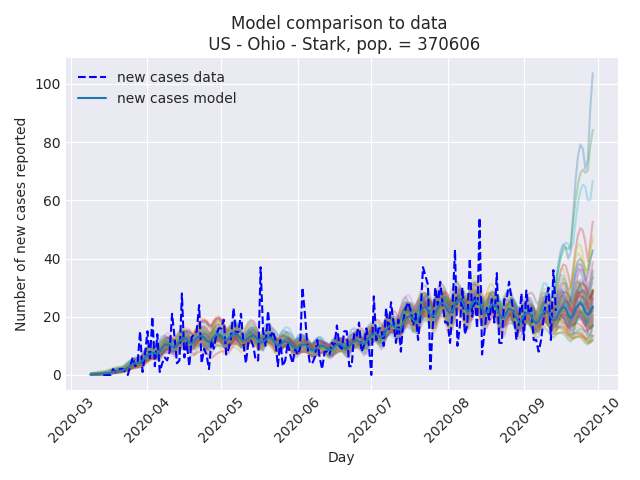 Model comparison to data
US - Ohio - Stark, pop. = 370606
new cases data
new cases model
Number of new cases reported
100
80
60
40
20
0
2020-03
2020-04
2020-05
2020-06
2020-07
2020-08
2020-09
2020-10
Day